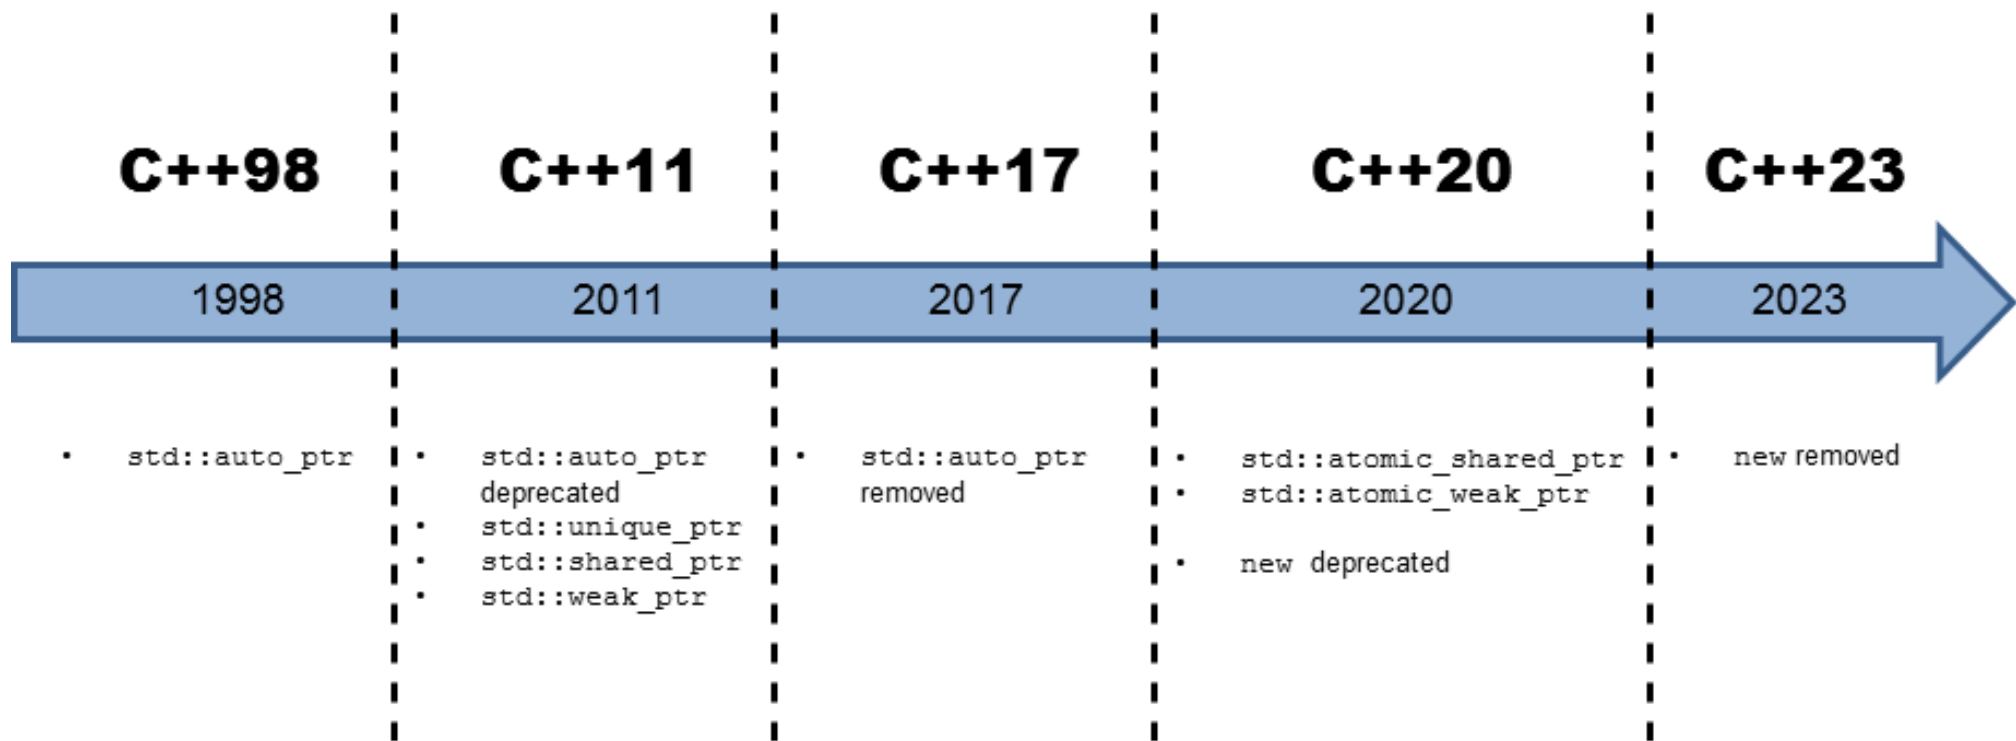 C++98
C++11
C++17
C++20
C++23
1998
2011
2017
2020
2023
• std::auto_ptr
• std::auto_ptr
deprecated
• std::unique_ptr
• std::shared_ptr
• std::weak_ptr
• std::auto_ptr
removed
• std::atomic_shared_ptr
• std::atomic_weak_ptr
• new deprecated
• new removed